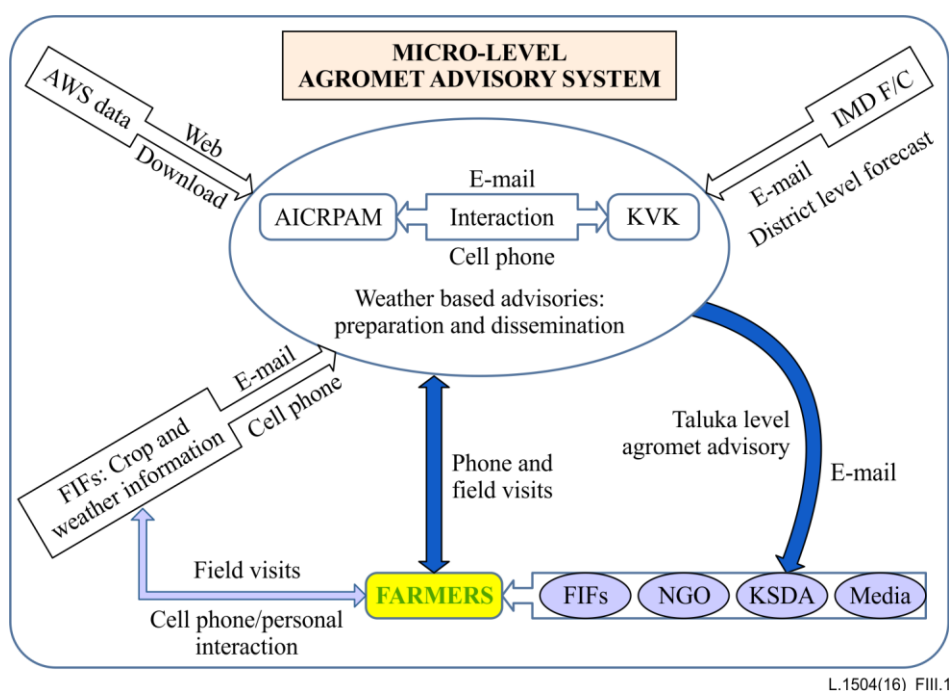 MICRO-LEVEL
AGROMET ADVISORY SYSTEM
AWS data
Web
Download
IMD F/C
E-mail
District level forecast
E-mail
AICRPAM
Interaction
KVK
Cell phone
Weather based advisories:
preparation and dissemination
E-mail
Cell phone
FIFs: Crop and
weather information
Taluka level
agromet advisory
E-mail
Phone and
field visits
Field visits
Cell phone/personal
interaction
FARMERS
FIFs
NGO
KSDA
Media
L.1504(16)_FIII.1